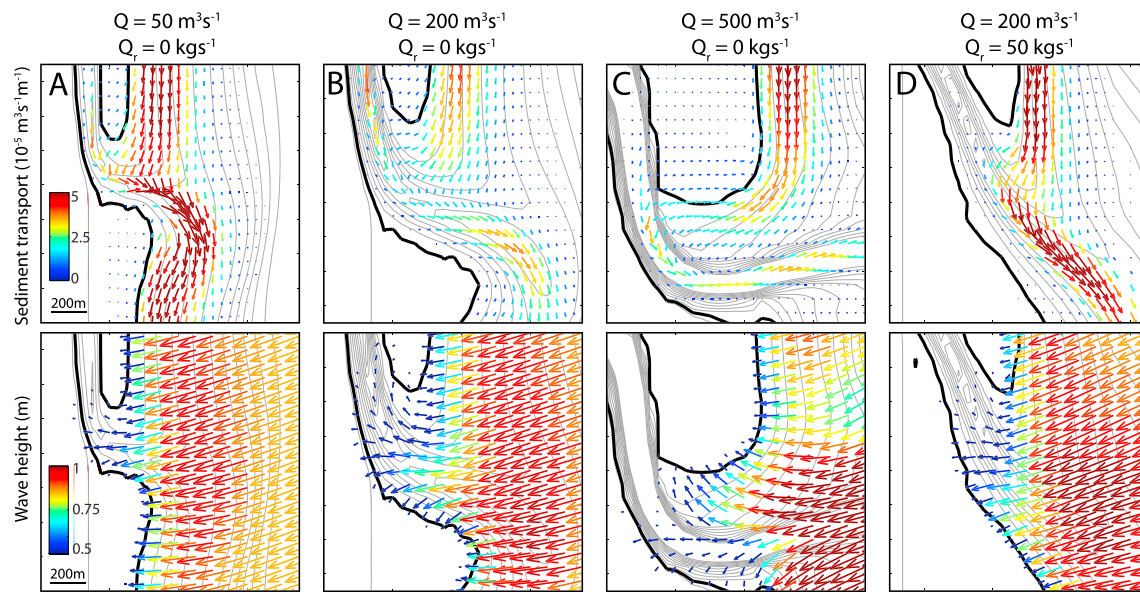 Q = 50 m³s⁻¹
Qᵣ = 0 kgs⁻¹
Q = 200 m³s⁻¹
Qᵣ = 0 kgs⁻¹
Q = 500 m³s⁻¹
Qᵣ = 0 kgs⁻¹
Q = 200 m³s⁻¹
Qᵣ = 50 kgs⁻¹
Sediment transport (10⁻⁵ m³s⁻¹m⁻¹)
A
5
2.5
0
200m
B
C
D
Wave height (m)
1
0.75
0.5
200m